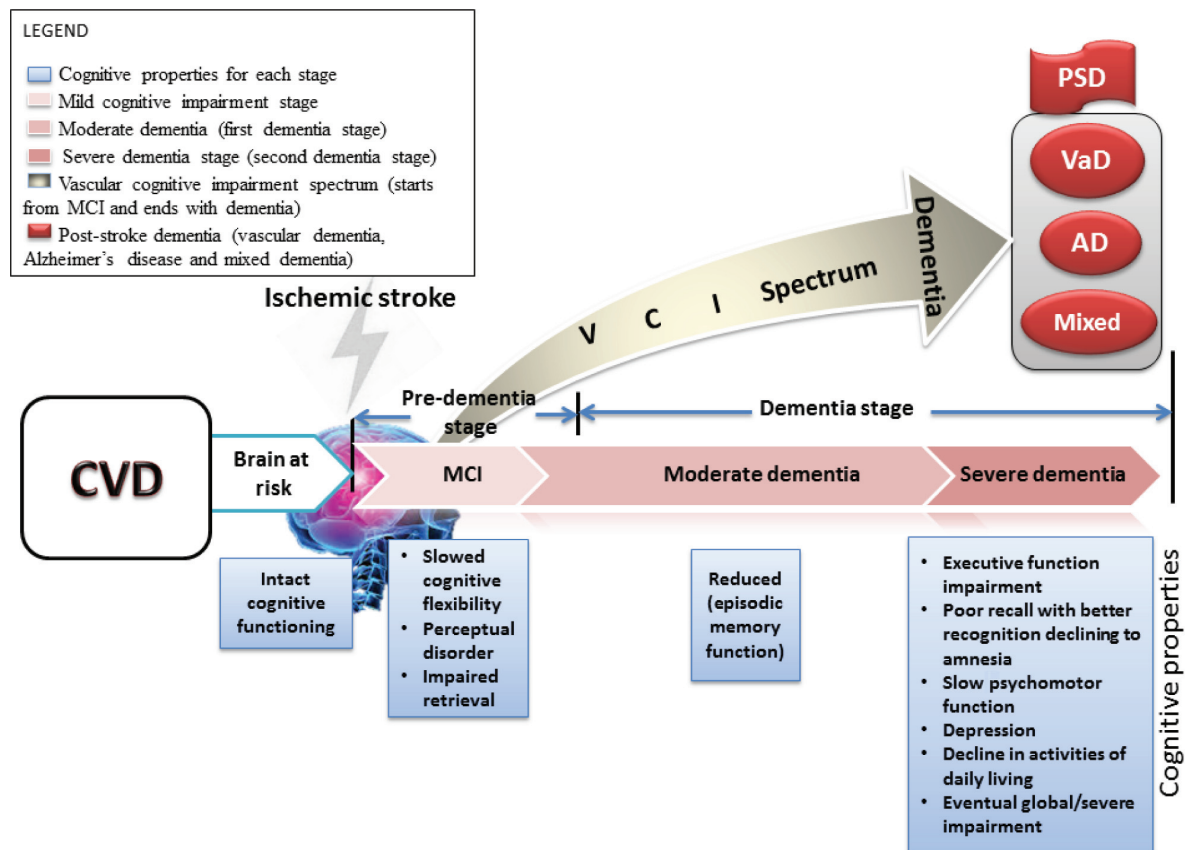 LEGEND
Cognitive properties for each stage
Mild cognitive impairment stage
Moderate dementia (first dementia stage)
Severe dementia stage (second dementia stage)
Vascular cognitive impairment spectrum (starts
from MCI and ends with dementia)
Post-stroke dementia (vascular dementia,
Alzheimer's disease and mixed dementia)
PSD
VaD
AD
Mixed
Ischemic stroke
V C I Spectrum
Dementia
Pre-dementia
stage
Dementia stage
CVD
Brain at
risk
MCI
Moderate dementia
Severe dementia
Intact
cognitive
functioning
• Slowed
cognitive
flexibility
• Perceptual
disorder
• Impaired
retrieval
Reduced
(episodic
memory
function)
• Executive function
impairment
• Poor recall with better
recognition declining to
amnesia
• Slow psychomotor
function
• Depression
• Decline in activities of
daily living
• Eventual global/severe
impairment
Cognitive properties